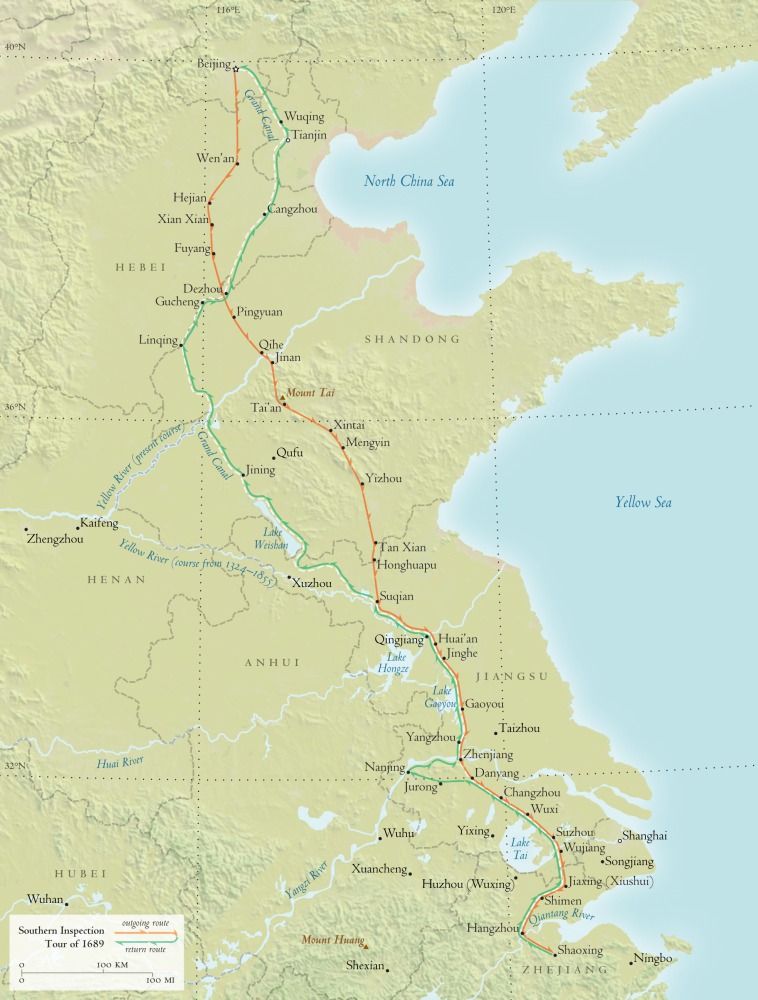 116°E
120°E
40°N
Beijing
Grand Canal
Wuqing
Tianjin
Wen'an
North China Sea
Hejian
Xian Xian
Cangzhou
Fuyang
HEBEI
Dezhou
Gucheng
Pingyuan
Linqing
Qihe
Jinan
SHANDONG
Mount Tai
Tai'an
36°N
Xintai
Mengyin
Yellow River (present course)
Grand Canal
Qufu
Jining
Yizhou
Yellow Sea
Kaifeng
Zhengzhou
Lake
Weishan
Yellow River (course from 1324–1855)
Tan Xian
Honghuapu
HENAN
Xuzhou
Suqian
Qingjiang
Huai'an
Jinghe
ANHUI
Lake
Hongze
JIANGSU
Lake
Gaoyou
Gaoyou
Taizhou
Yangzhou
Huai River
32°N
Zhenjiang
Nanjing
Danyang
Jurong
Changzhou
Wuxi
Wuhu
Yixing
Suzhou
Shanghai
Lake
Tai
Wujiang
Songjiang
Xuancheng
Yangzi River
Huzhou (Wuxing)
Jiaxing (Xiushui)
HUBEI
Wuhan
Shimen
Qiantang River
Hangzhou
Mount Huang
Shaoxing
Shexian
ZHEJIANG
Ningbo
Southern Inspection
Tour of 1689
outgoing route
return route
0 100 KM
0 100 MI